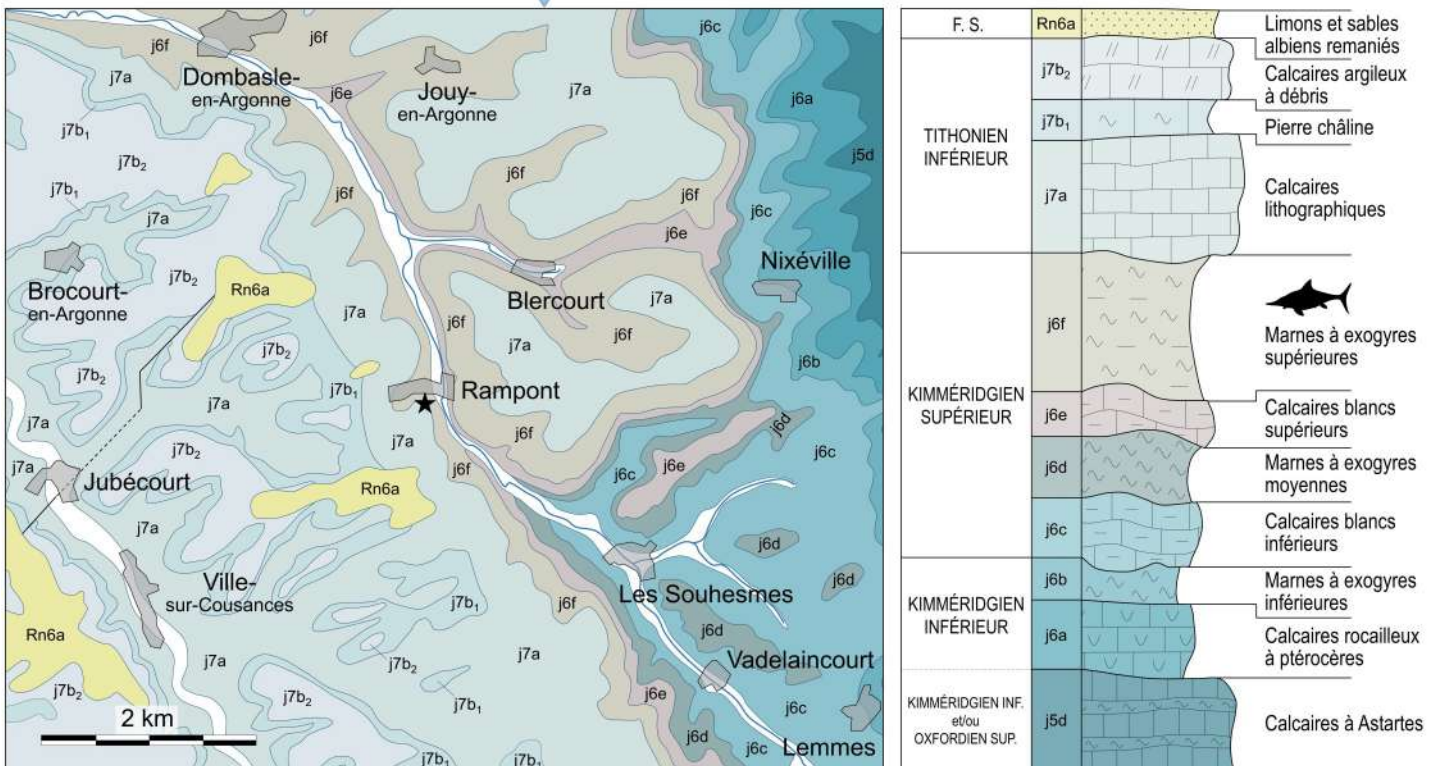 j6f
j6f
j6c
j7a
Dombasle-
en-Argonne
j6e
Jouy-
en-Argonne
j7a
j6a
j7b1
j7b2
j6f
j6f
j5d
j7b1
j7a
j6f
j6c
j6e
j7b2
Nixéville
Brocourt-
en-Argonne
Rn6a
j7a
Blercourt
j7a
j6f
j6f
j7a
j7b2
j7b2
j6b
j7b1
Rampont
j7a
j7a
j7a
j6f
j6d
j7b2
j6f
j6c
j6e
j6c
j7a
Jubécourt
Rn6a
j7a
j6d
Ville-
sur-Cousances
j7b1
j6f
Les Souhesmes
j6d
Rn6a
j6d
j7a
j7b2
j7a
Vadelaincourt
j7b2
j7b1
j6e
j6c
2 km
j7b2
j6d
Lemmes
j7b1
j6c
F. S.
Rn6a
Limons et sables
albiens remaniés
TITHONIEN
INFÉRIEUR
j7b2
Calcaires argileux
à débris
j7b1
Pierre châline
j7a
Calcaires
lithographiques
KIMMÉRIDGIEN
SUPÉRIEUR
j6f
Marnes à exogyres
supérieures
j6e
Calcaires blancs
supérieurs
j6d
Marnes à exogyres
moyennes
j6c
Calcaires blancs
inférieurs
KIMMÉRIDGIEN
INFÉRIEUR
j6b
Marnes à exogyres
inférieures
j6a
Calcaires rocailleux
à ptérocères
KIMMÉRIDGIEN INF.
et/ou
OXFORDIEN SUP.
j5d
Calcaires à Astartes